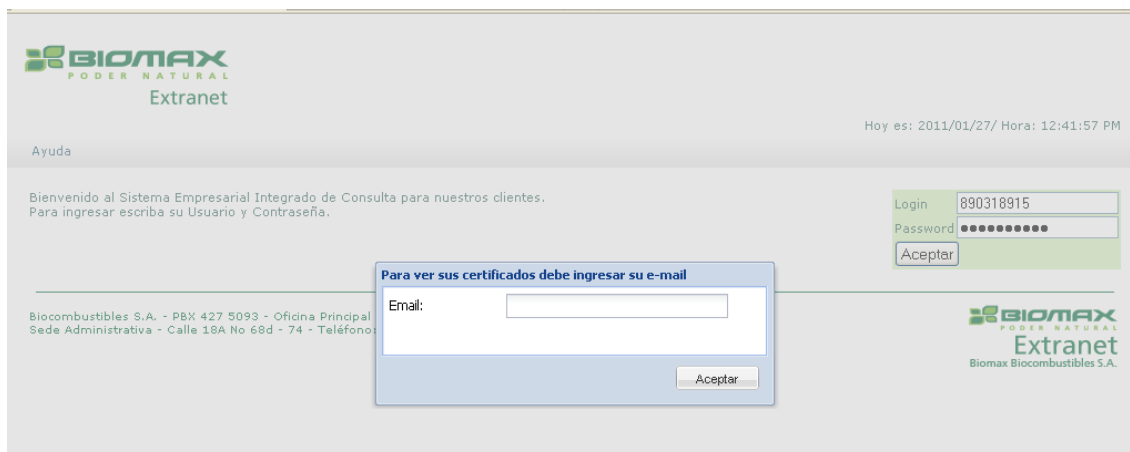 BIOMAX
PODER NATURAL
Extranet
Hoy es: 2011/01/27/ Hora: 12:41:57 PM
Ayuda
Bienvenido al Sistema Empresarial Integrado de Consulta para nuestros clientes.
Para ingresar escriba su Usuario y Contraseña.
Login 890318915
Password ●●●●●●●●●●
Aceptar
Para ver sus certificados debe ingresar su e-mail
Email:
Aceptar
Biocombustibles S.A. - PBX 427 5093 - Oficina Principal
Sede Administrativa - Calle 18A No 68d - 74 - Teléfono:
BIOMAX
PODER NATURAL
Extranet
Biomax Biocombustibles S.A.